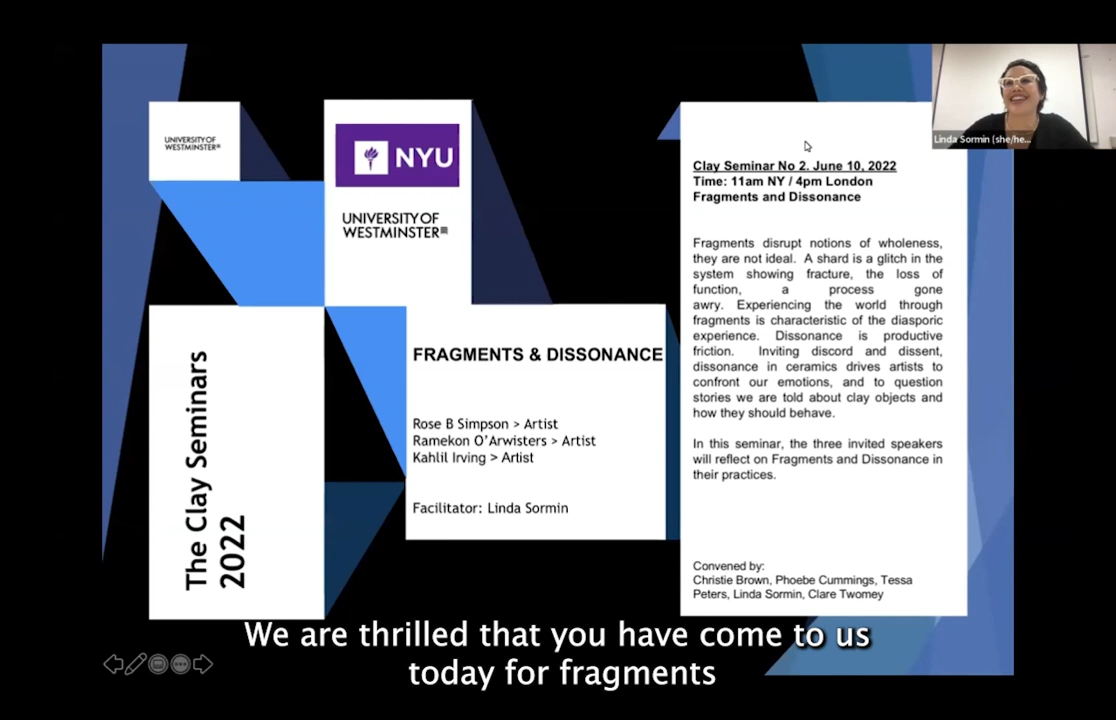 UNIVERSITY OF
WESTMINSTER
NYU
UNIVERSITY OF
WESTMINSTER
The Clay Seminars
2022
FRAGMENTS & DISSONANCE
Rose B Simpson > Artist
Ramekon O'Arwisters > Artist
Kahlil Irving > Artist
Facilitator: Linda Sormin
Clay Seminar No 2. June 10, 2022
Time: 11am NY / 4pm London
Fragments and Dissonance
Fragments disrupt notions of wholeness,
they are not ideal. A shard is a glitch in the
system showing fracture, the loss of
function, a process gone
awry. Experiencing the world through
fragments is characteristic of the diasporic
experience. Dissonance is productive
friction. Inviting discord and dissent,
dissonance in ceramics drives artists to
confront our emotions, and to question
stories we are told about clay objects and
how they should behave.
In this seminar, the three invited speakers
will reflect on Fragments and Dissonance in
their practices.
Convened by:
Christie Brown, Phoebe Cummings, Tessa
Peters, Linda Sormin, Clare Twomey
Linda Sormin (she/he...
We are thrilled that you have come to us
today for fragments